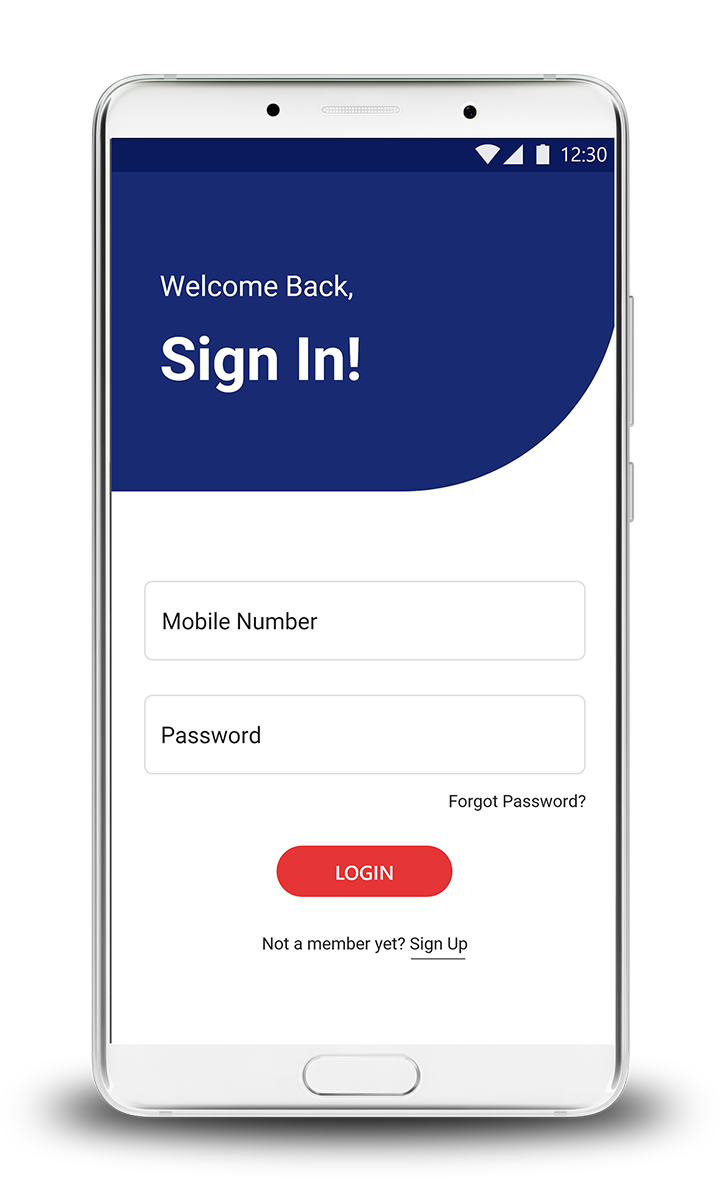 12:30
Welcome Back,
Sign In!
Mobile Number
Password
Forgot Password?
LOGIN
Not a member yet? Sign Up